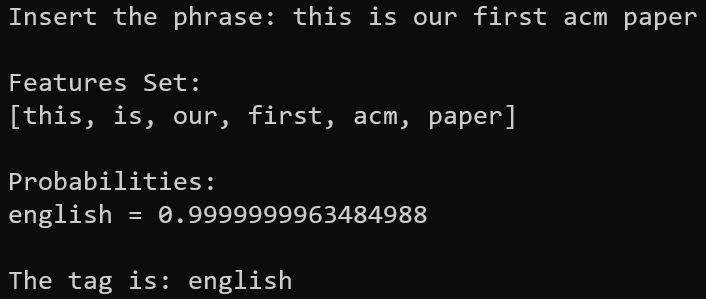 Insert the phrase: this is our first acm paper
Features Set:
[this, is, our, first, acm, paper]
Probabilities:
english = 0.9999999963484988
The tag is: english